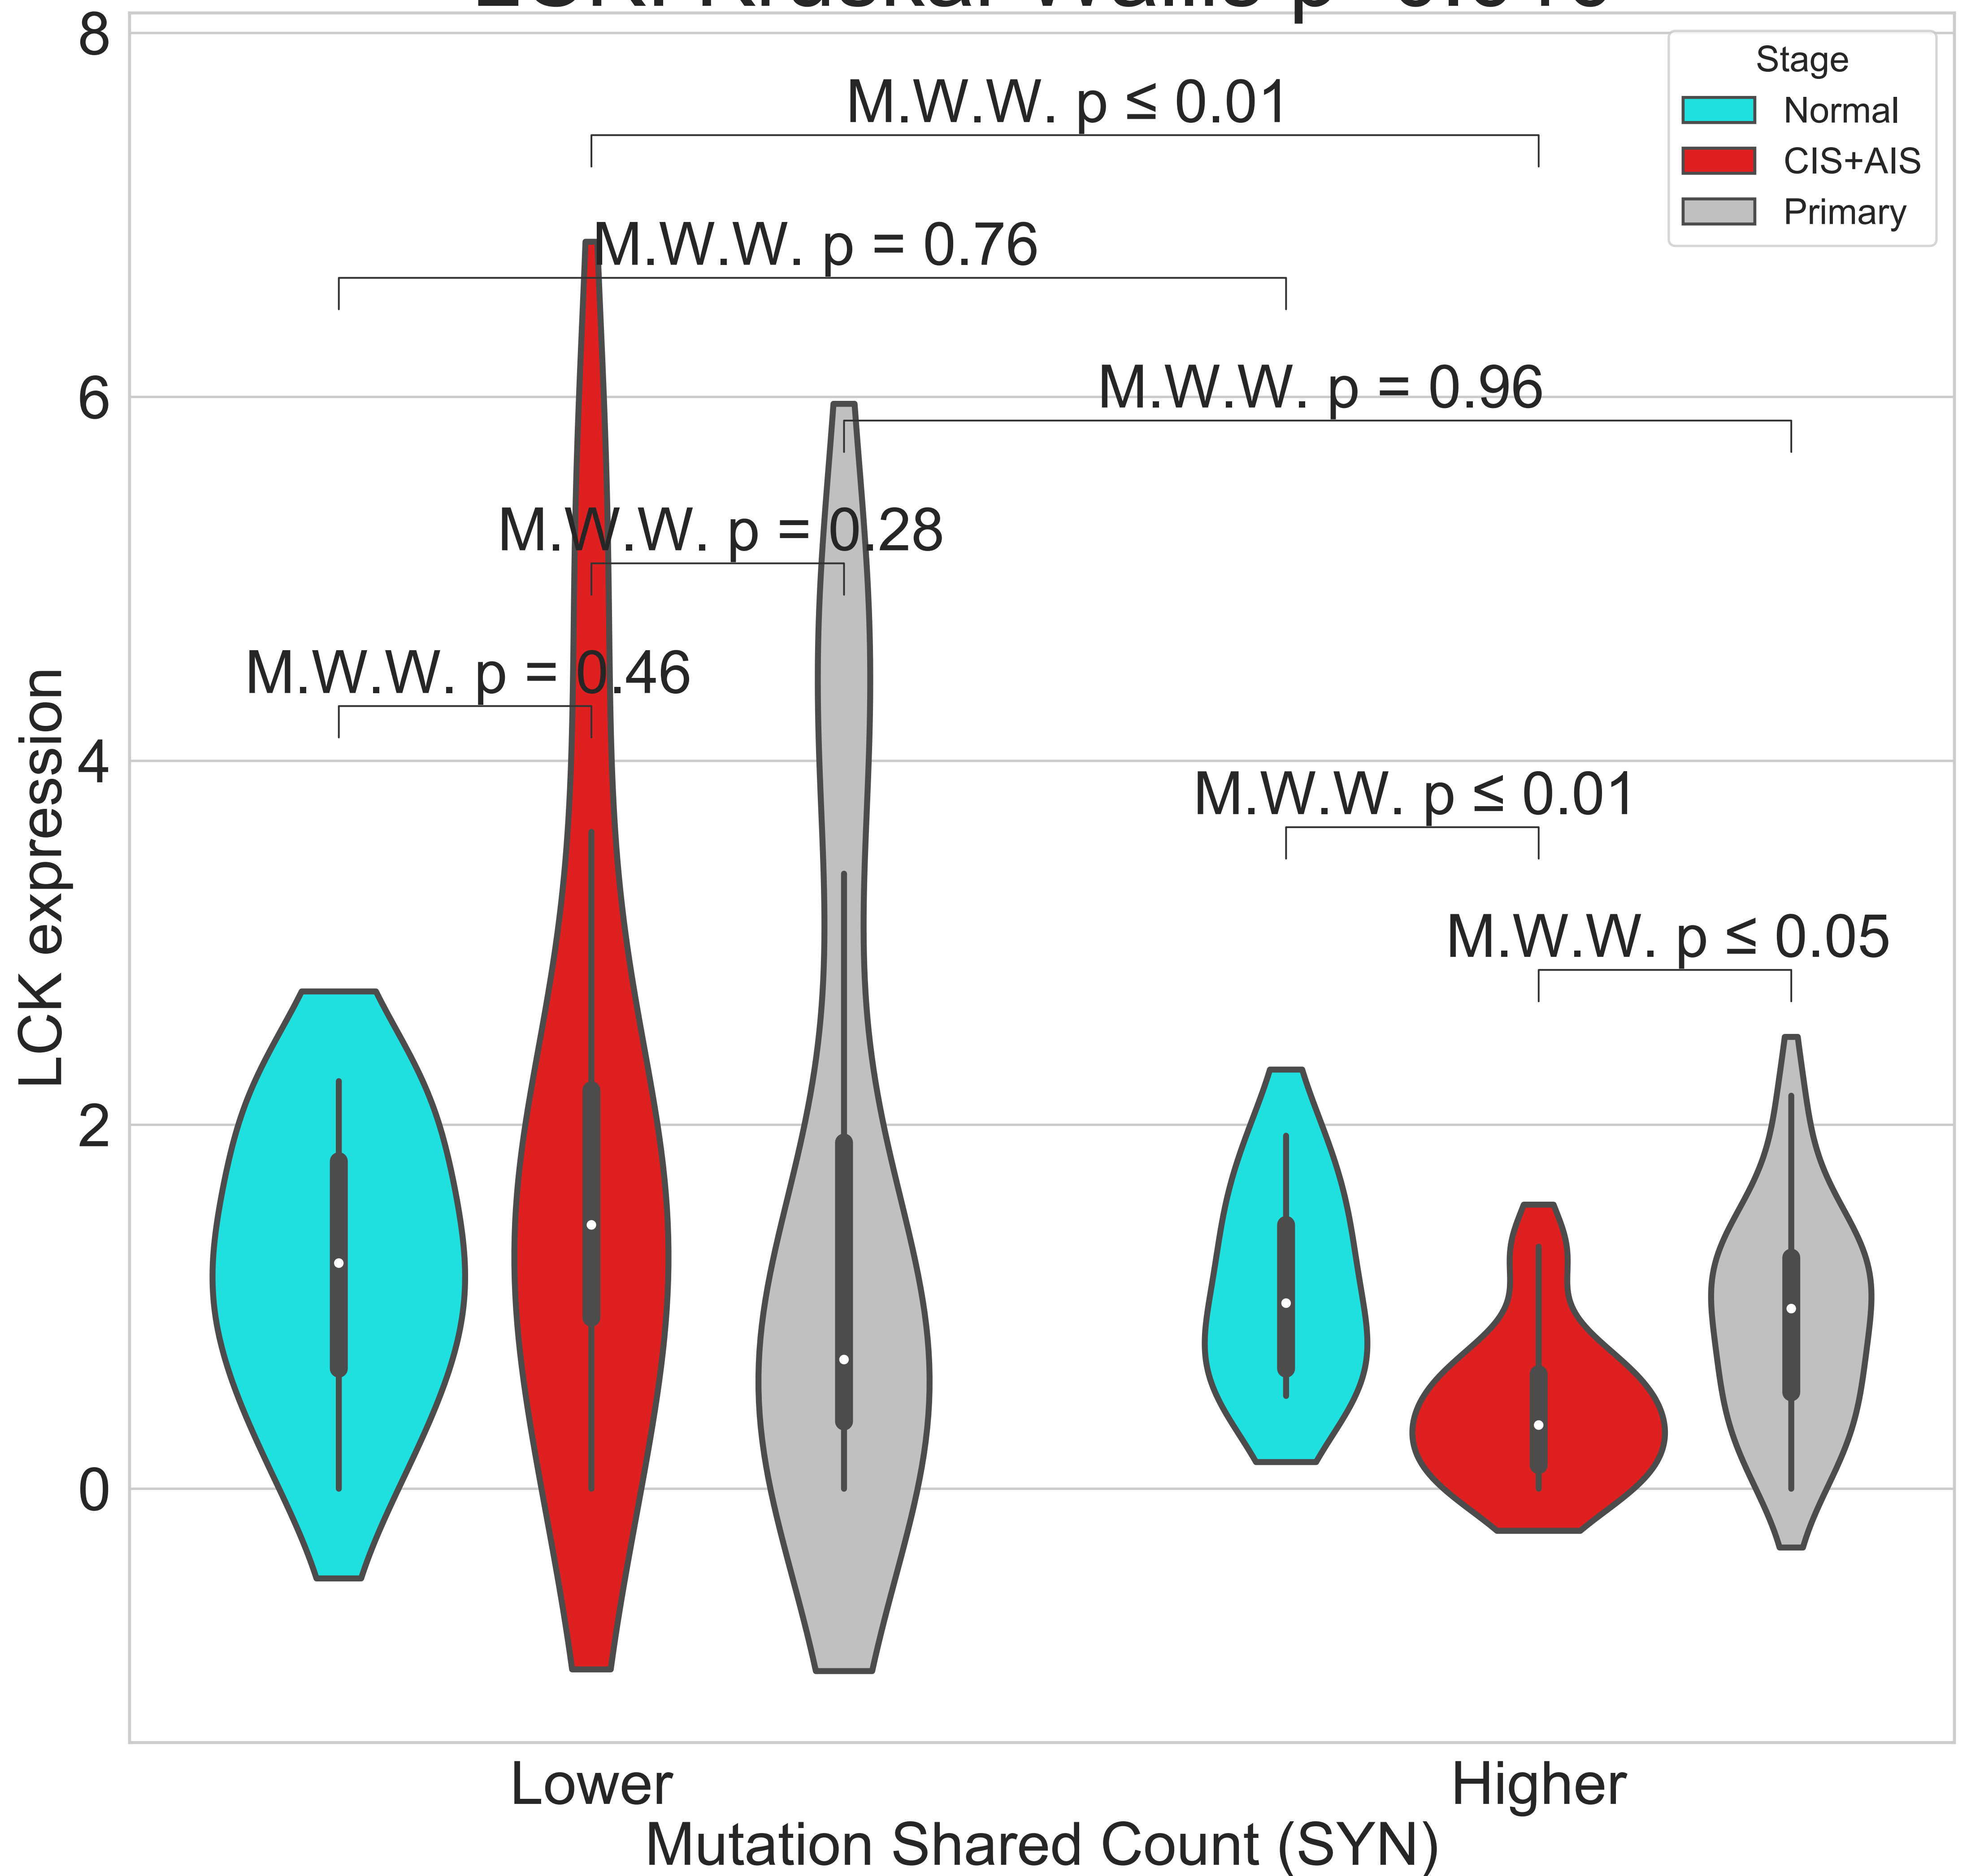 8
Stage
M.W.W. p ≤ 0.01
Normal
CIS+AIS
Primary
M.W.W. p = 0.76
6
M.W.W. p = 0.96
M.W.W. p = 0.28
M.W.W. p = 0.46
LCK expression
4
M.W.W. p ≤ 0.01
M.W.W. p ≤ 0.05
2
0
Lower
Higher
Mutation Shared Count (SYN)